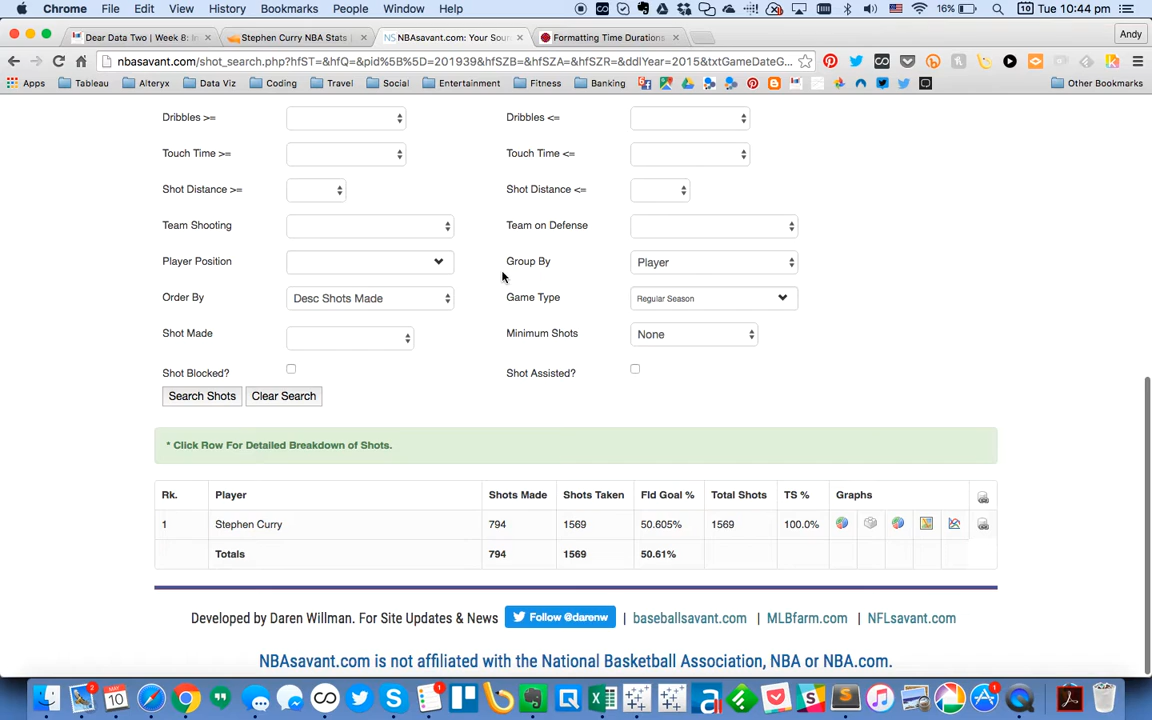 Chrome File Edit View History Bookmarks People Window Help 16% Tue 10:44 pm
Dear Data Two | Week 8: In Stephen Curry NBA Stats | NS NBAsavant.com: Your Sour Formatting Time Durations Andy
nbasavant.com/shot_search.php?hfST=&hfQ=&pid%5B%5D=201939&hfSZB=&hfSZA=&hfSZR=&ddlYear=2015&txtGameDateG...
Apps Tableau Alteryx Data Viz Coding Travel Social Entertainment Fitness Banking Other Bookmarks
Dribbles >= Dribbles <=
Touch Time >= Touch Time <=
Shot Distance >= Shot Distance <=
Team Shooting Team on Defense
Player Position Group By Player
Order By Desc Shots Made Game Type Regular Season
Shot Made Minimum Shots None
Shot Blocked? Shot Assisted?
Search Shots Clear Search
* Click Row For Detailed Breakdown of Shots.
Rk. Player Shots Made Shots Taken Fld Goal % Total Shots TS % Graphs
1 Stephen Curry 794 1569 50.605% 1569 100.0%
Totals 794 1569 50.61%
Developed by Daren Willman. For Site Updates & News Follow @darenw | baseballsavant.com | MLBfarm.com | NFLsavant.com
NBAsavant.com is not affiliated with the National Basketball Association, NBA or NBA.com.